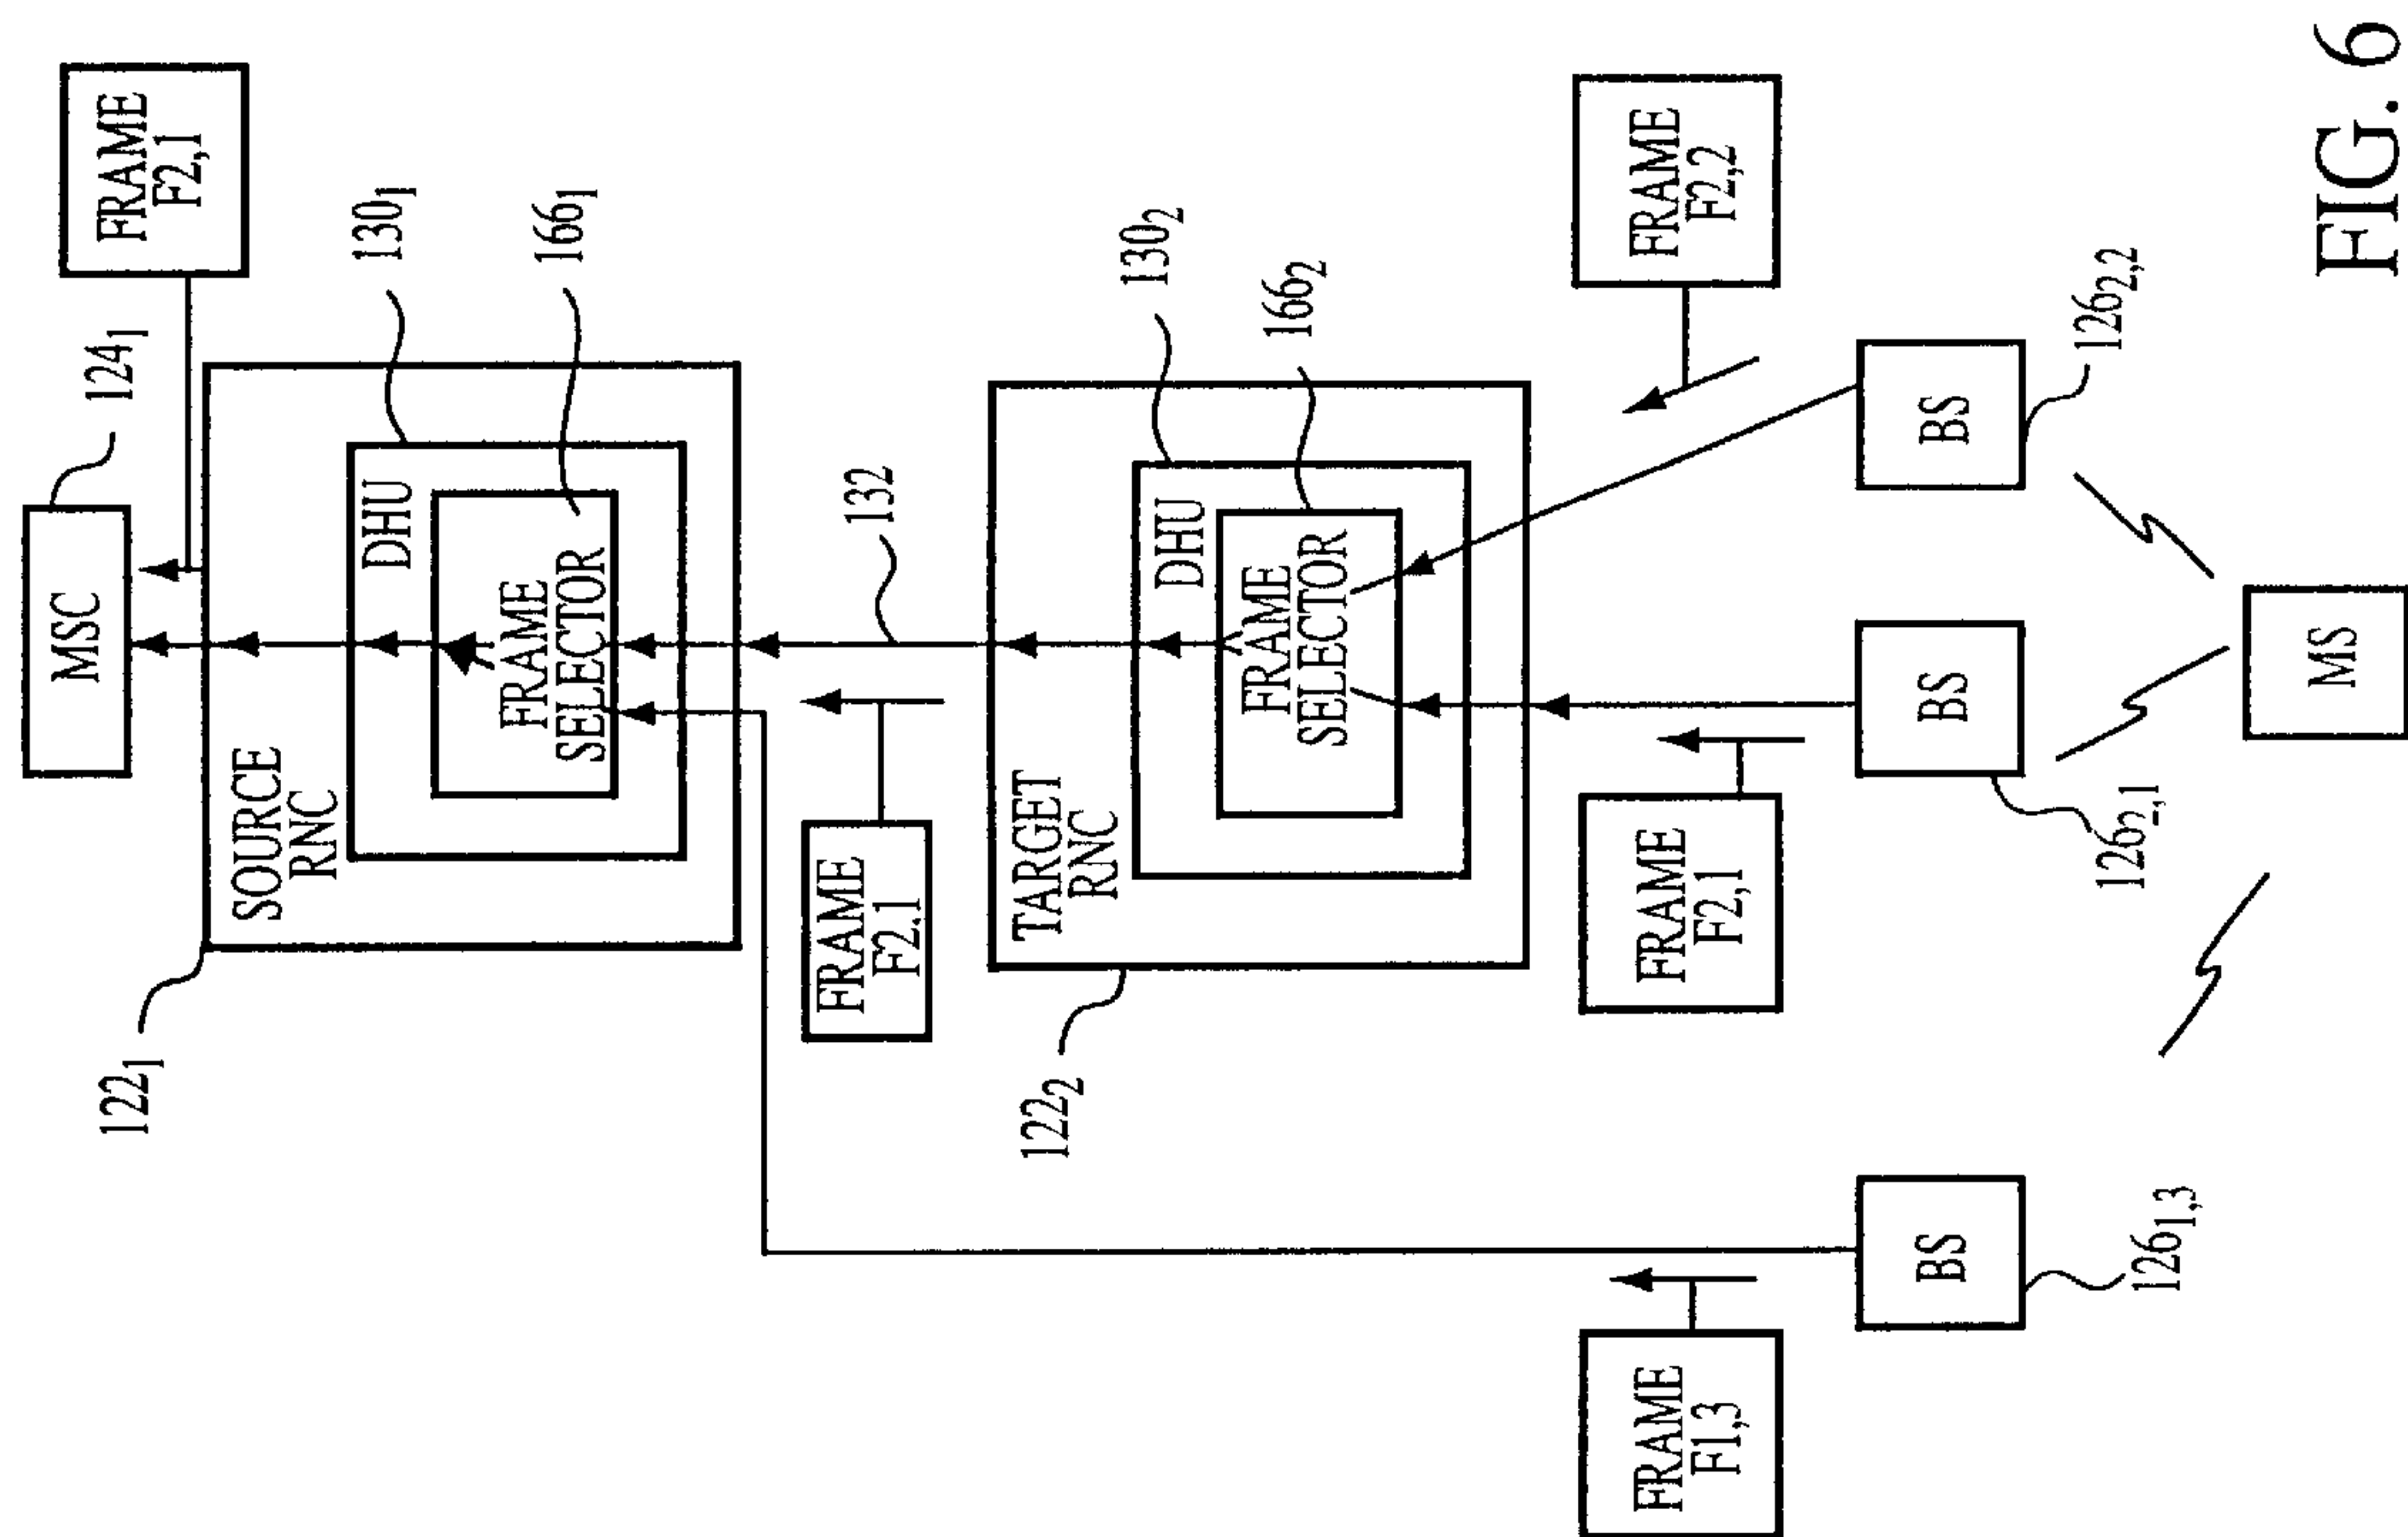 MSC
124₁
FRAME
F2,1
122₁
SOURCE
RNC
DHU
130₁
FRAME
SELECTOR
166₁
FRAME
F2,1
132
122₂
TARGET
RNC
DHU
130₂
FRAME
SELECTOR
166₂
FRAME
F1,3
FRAME
F2,1
FRAME
F2,2
BS
126₁,₃
BS
126₂,₁
BS
126₂,₂
MS
FIG. 6